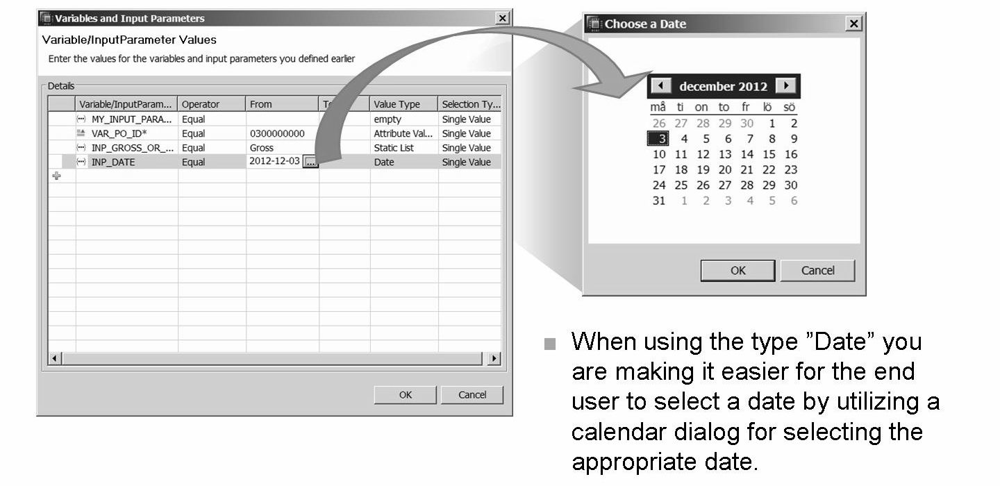 Variables and Input Parameters
Variable/InputParameter Values
Enter the values for the variables and input parameters you defined earlier
Details
Variable/InputParam... Operator From Value Type Selection Ty...
MY_INPUT_PARA... Equal empty Single Value
VAR_PO_ID* Equal 0300000000 Attribute Val... Single Value
INP_GROSS_OR_... Equal Gross Static List Single Value
INP_DATE Equal 2012-12-03 ... Date Single Value
OK Cancel
Choose a Date
december 2012
må ti on to fr lö sö
26 27 28 29 30 1 2
3 4 5 6 7 8 9
10 11 12 13 14 15 16
17 18 19 20 21 22 23
24 25 26 27 28 29 30
31 1 2 3 4 5 6
OK Cancel
When using the type ”Date” you
are making it easier for the end
user to select a date by utilizing a
calendar dialog for selecting the
appropriate date.